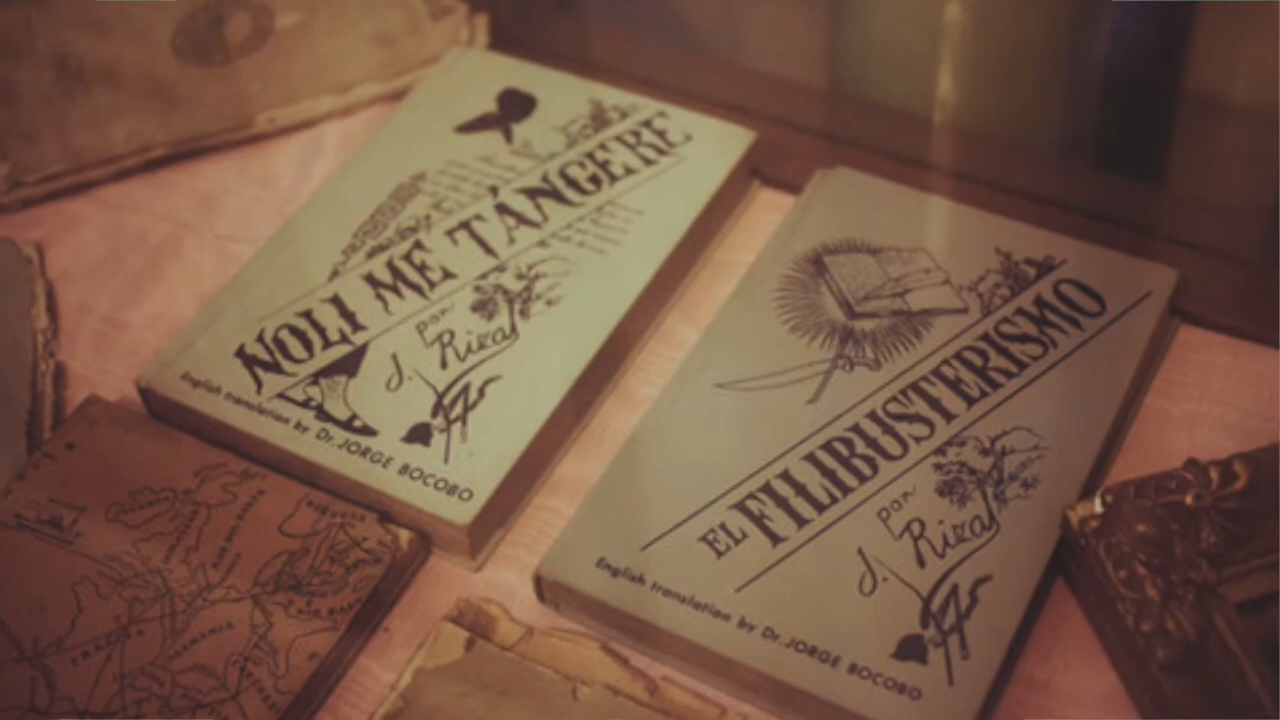 NOLI ME TÁNGERE
por
J. Rizal
English translation by Dr. JORGE BOCOBO
EL FILIBUSTERISMO
por
J. Rizal
English translation by Dr. JORGE BOCOBO